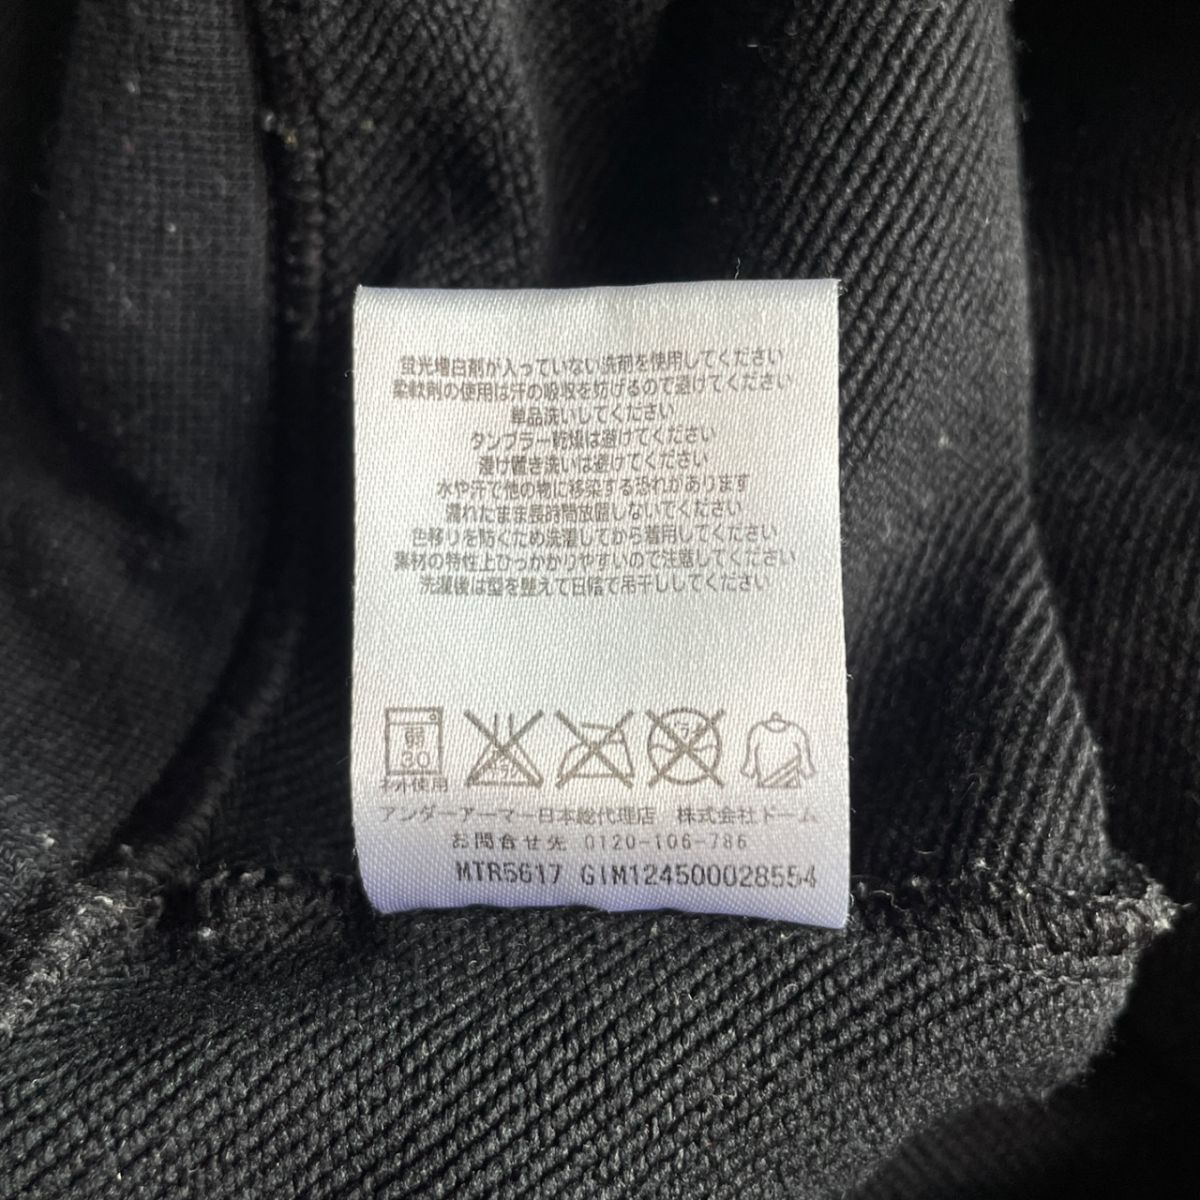 蛍光増白剤が入っていない洗剤を使用してください
柔軟剤の使用は汗の吸収を妨げるので避けてください
単品洗いしてください
タンブラー乾燥は避けてください
浸け置き洗いは避けてください
水や汗で他の物に移染する恐れがあります
濡れたまま長時間放置しないでください
色移りを防ぐため洗濯してから着用してください
素材の特性上ひっかかりやすいので注意してください
洗濯後は型を整えて日陰で吊干ししてください
弱
30
ネット使用
アンダーアーマー日本総代理店 株式会社ドーム
お問合せ先 0120-106-786
MTR5617 GIM124500028554